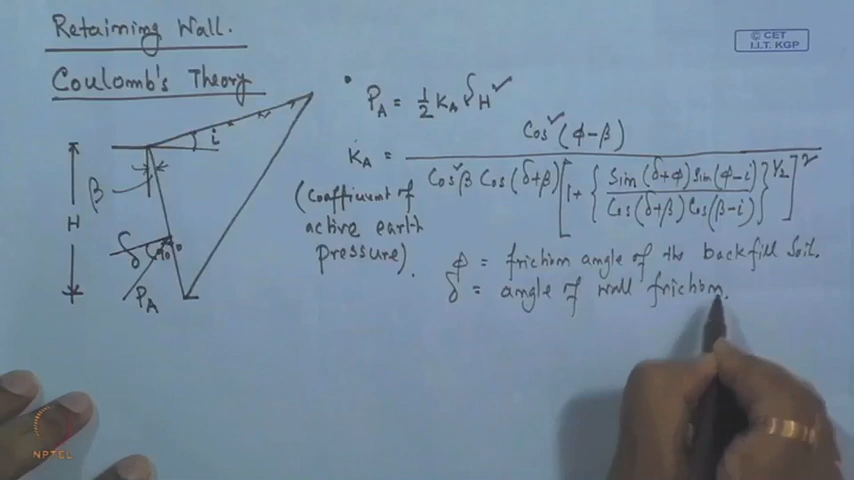 Retaining Wall.
© CET
I.I.T. KGP
Coulomb's Theory
P_A = ½ K_A γ H²
K_A = Cos²(φ-β) / Cos²β Cos(δ+β) [1+ {Sin(δ+φ) Sin(φ-i) / Cos(δ+β) Cos(β-i)}^½]²
(coefficient of
active earth
pressure).
i
β
H
δ
90°
P_A
φ = friction angle of the backfill soil.
δ = angle of wall friction.
NPTEL